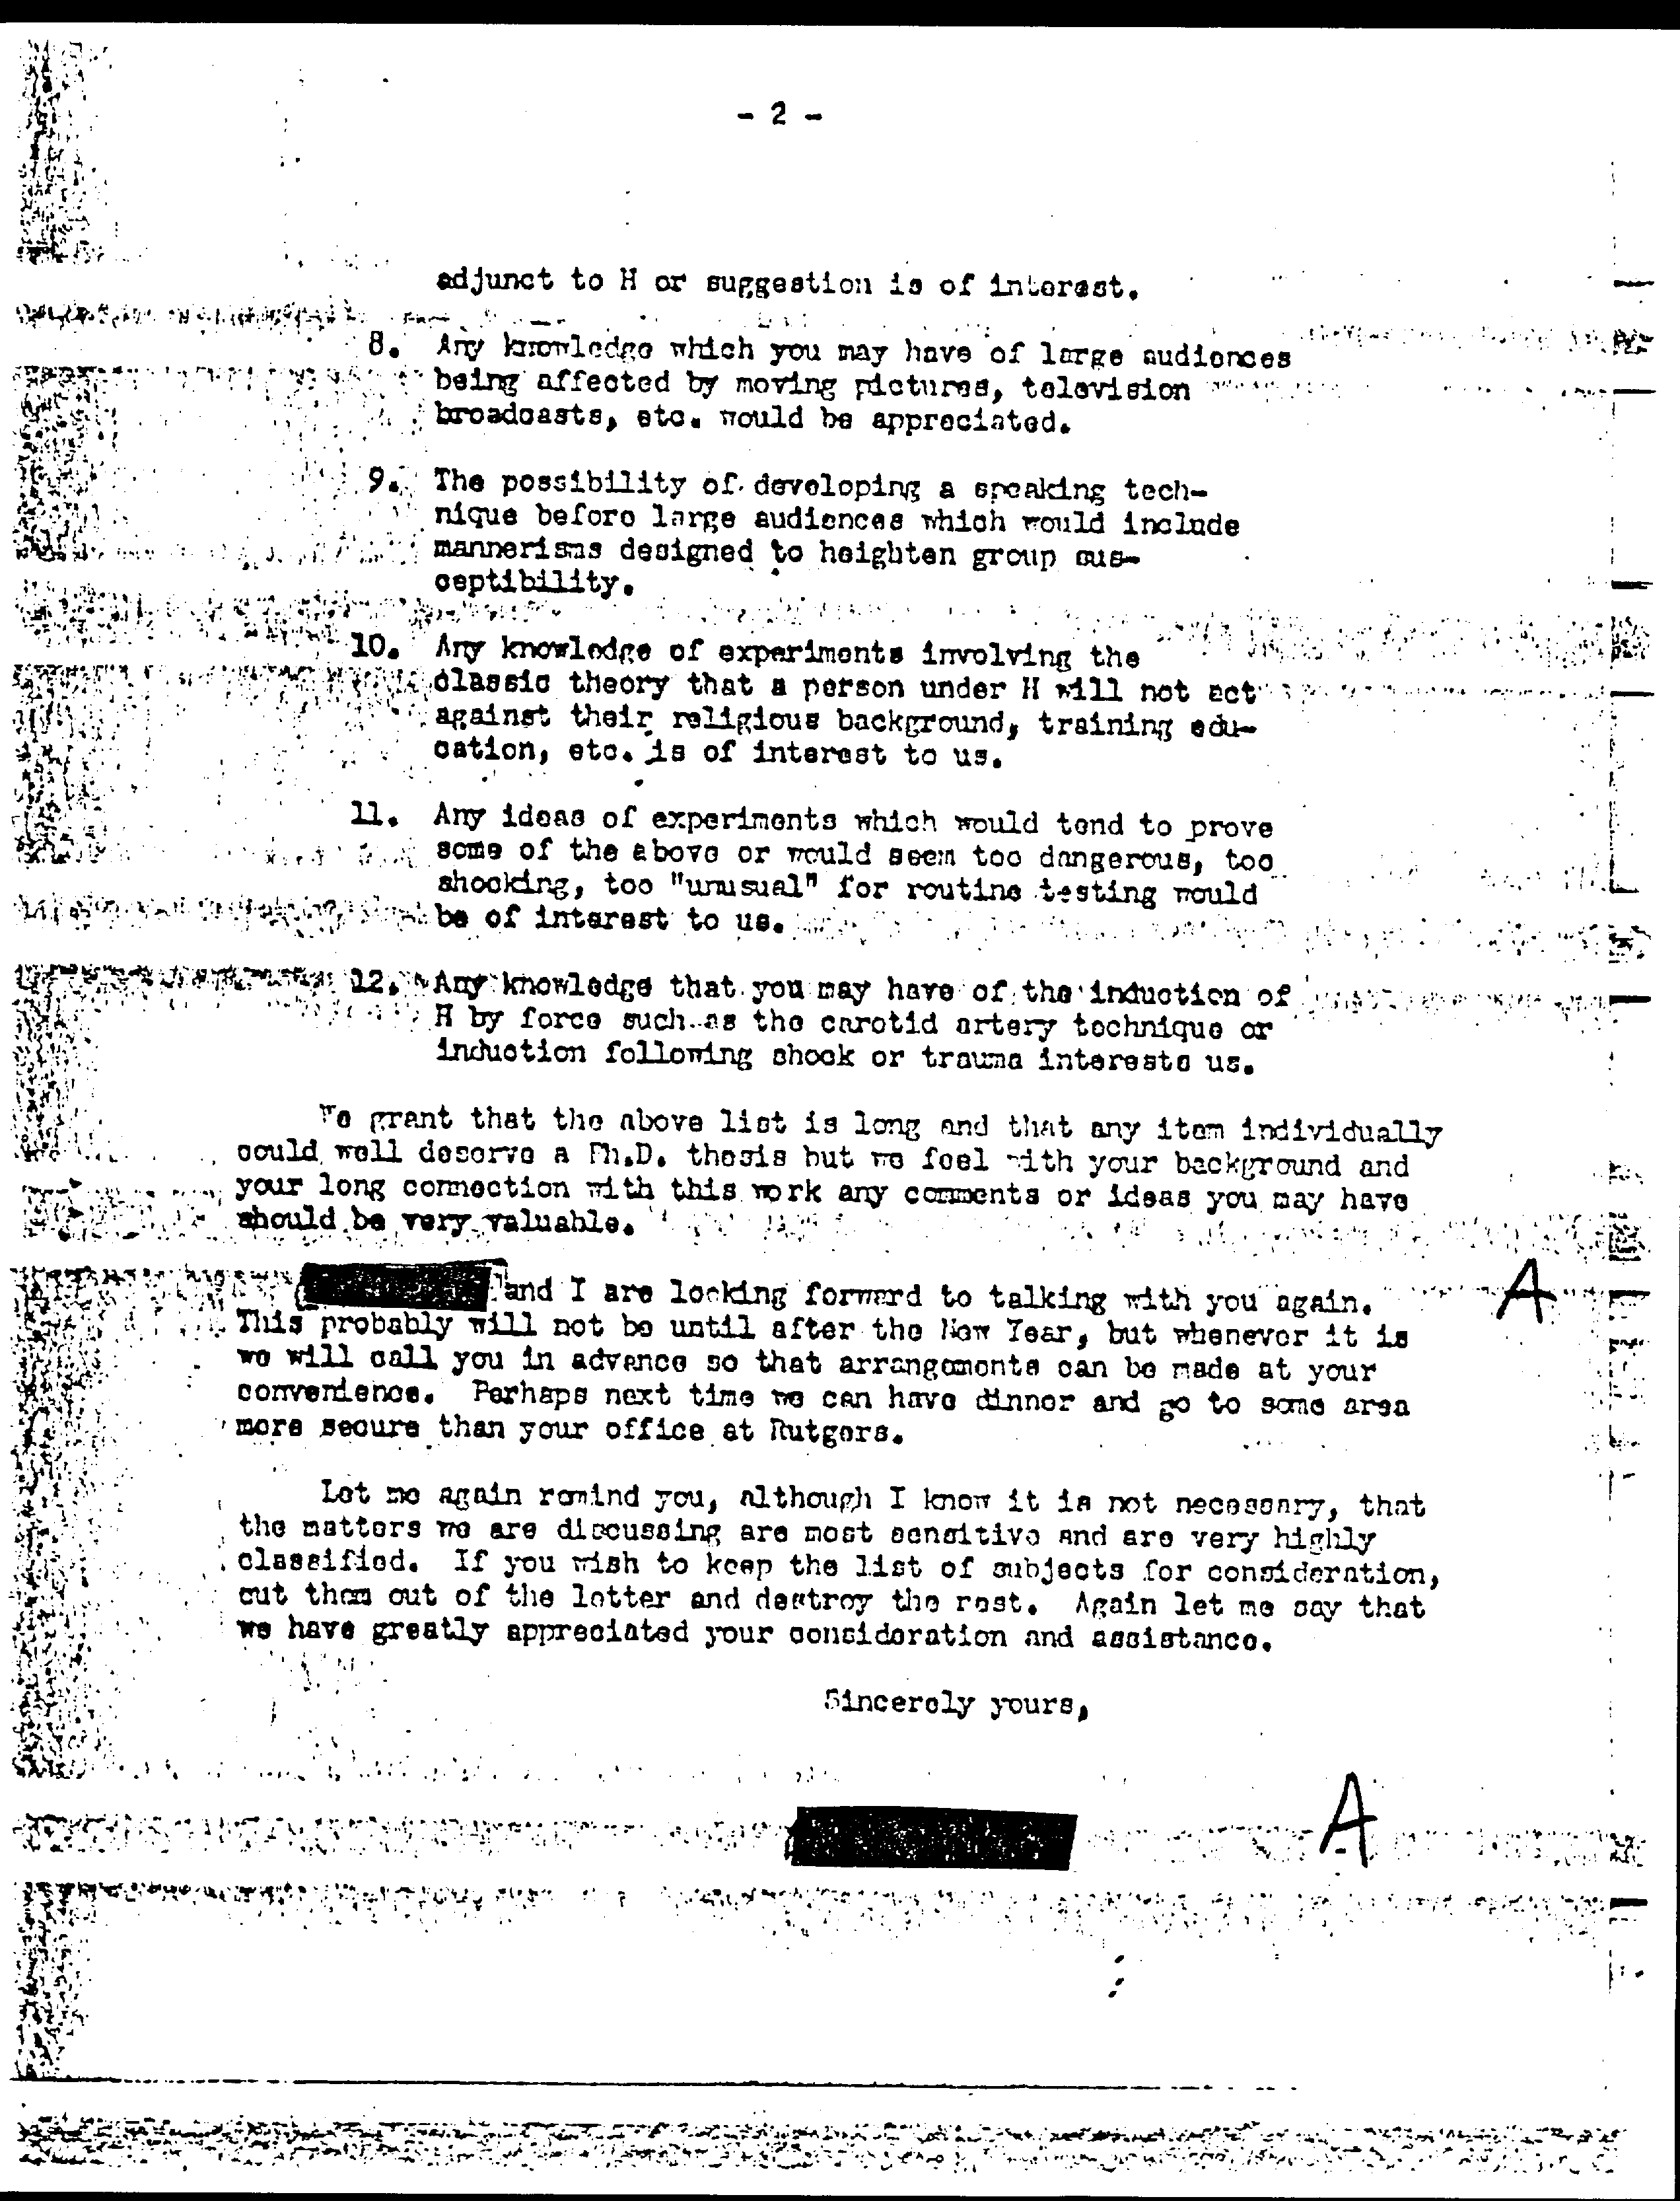 - 2 -
adjunct to H or suggestion is of interest.
8. Any knowledge which you may have of large audiences
being affected by moving pictures, television
broadcasts, etc. would be appreciated.
9. The possibility of developing a speaking tech-
nique before large audiences which would include
mannerisms designed to heighten group sus-
ceptibility.
10. Any knowledge of experiments involving the
classic theory that a person under H will not act
against their religious background, training edu-
cation, etc. is of interest to us.
11. Any ideas of experiments which would tend to prove
some of the above or would seem too dangerous, too
shocking, too "unusual" for routine testing would
be of interest to us.
12. Any knowledge that you may have of the induction of
H by force such as the carotid artery technique or
induction following shock or trauma interests us.
We grant that the above list is long and that any item individually
could well deserve a Ph.D. thesis but we feel with your background and
your long connection with this work any comments or ideas you may have
should be very valuable.
and I are looking forward to talking with you again. A
This probably will not be until after the New Year, but whenever it is
we will call you in advance so that arrangements can be made at your
convenience. Perhaps next time we can have dinner and go to some area
more secure than your office at Rutgers.
Let me again remind you, although I know it is not necessary, that
the matters we are discussing are most sensitive and are very highly
classified. If you wish to keep the list of subjects for consideration,
cut them out of the letter and destroy the rest. Again let me say that
we have greatly appreciated your consideration and assistance.
Sincerely yours,
A